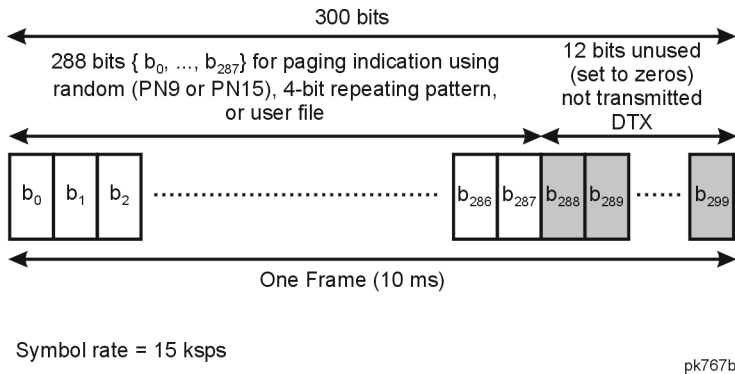 300 bits
288 bits { b0, ..., b287} for paging indication using
random (PN9 or PN15), 4-bit repeating pattern,
or user file
12 bits unused
(set to zeros)
not transmitted
DTX
b0 b1 b2 b286 b287 b288 b289 b299
One Frame (10 ms)
Symbol rate = 15 ksps
pk767b